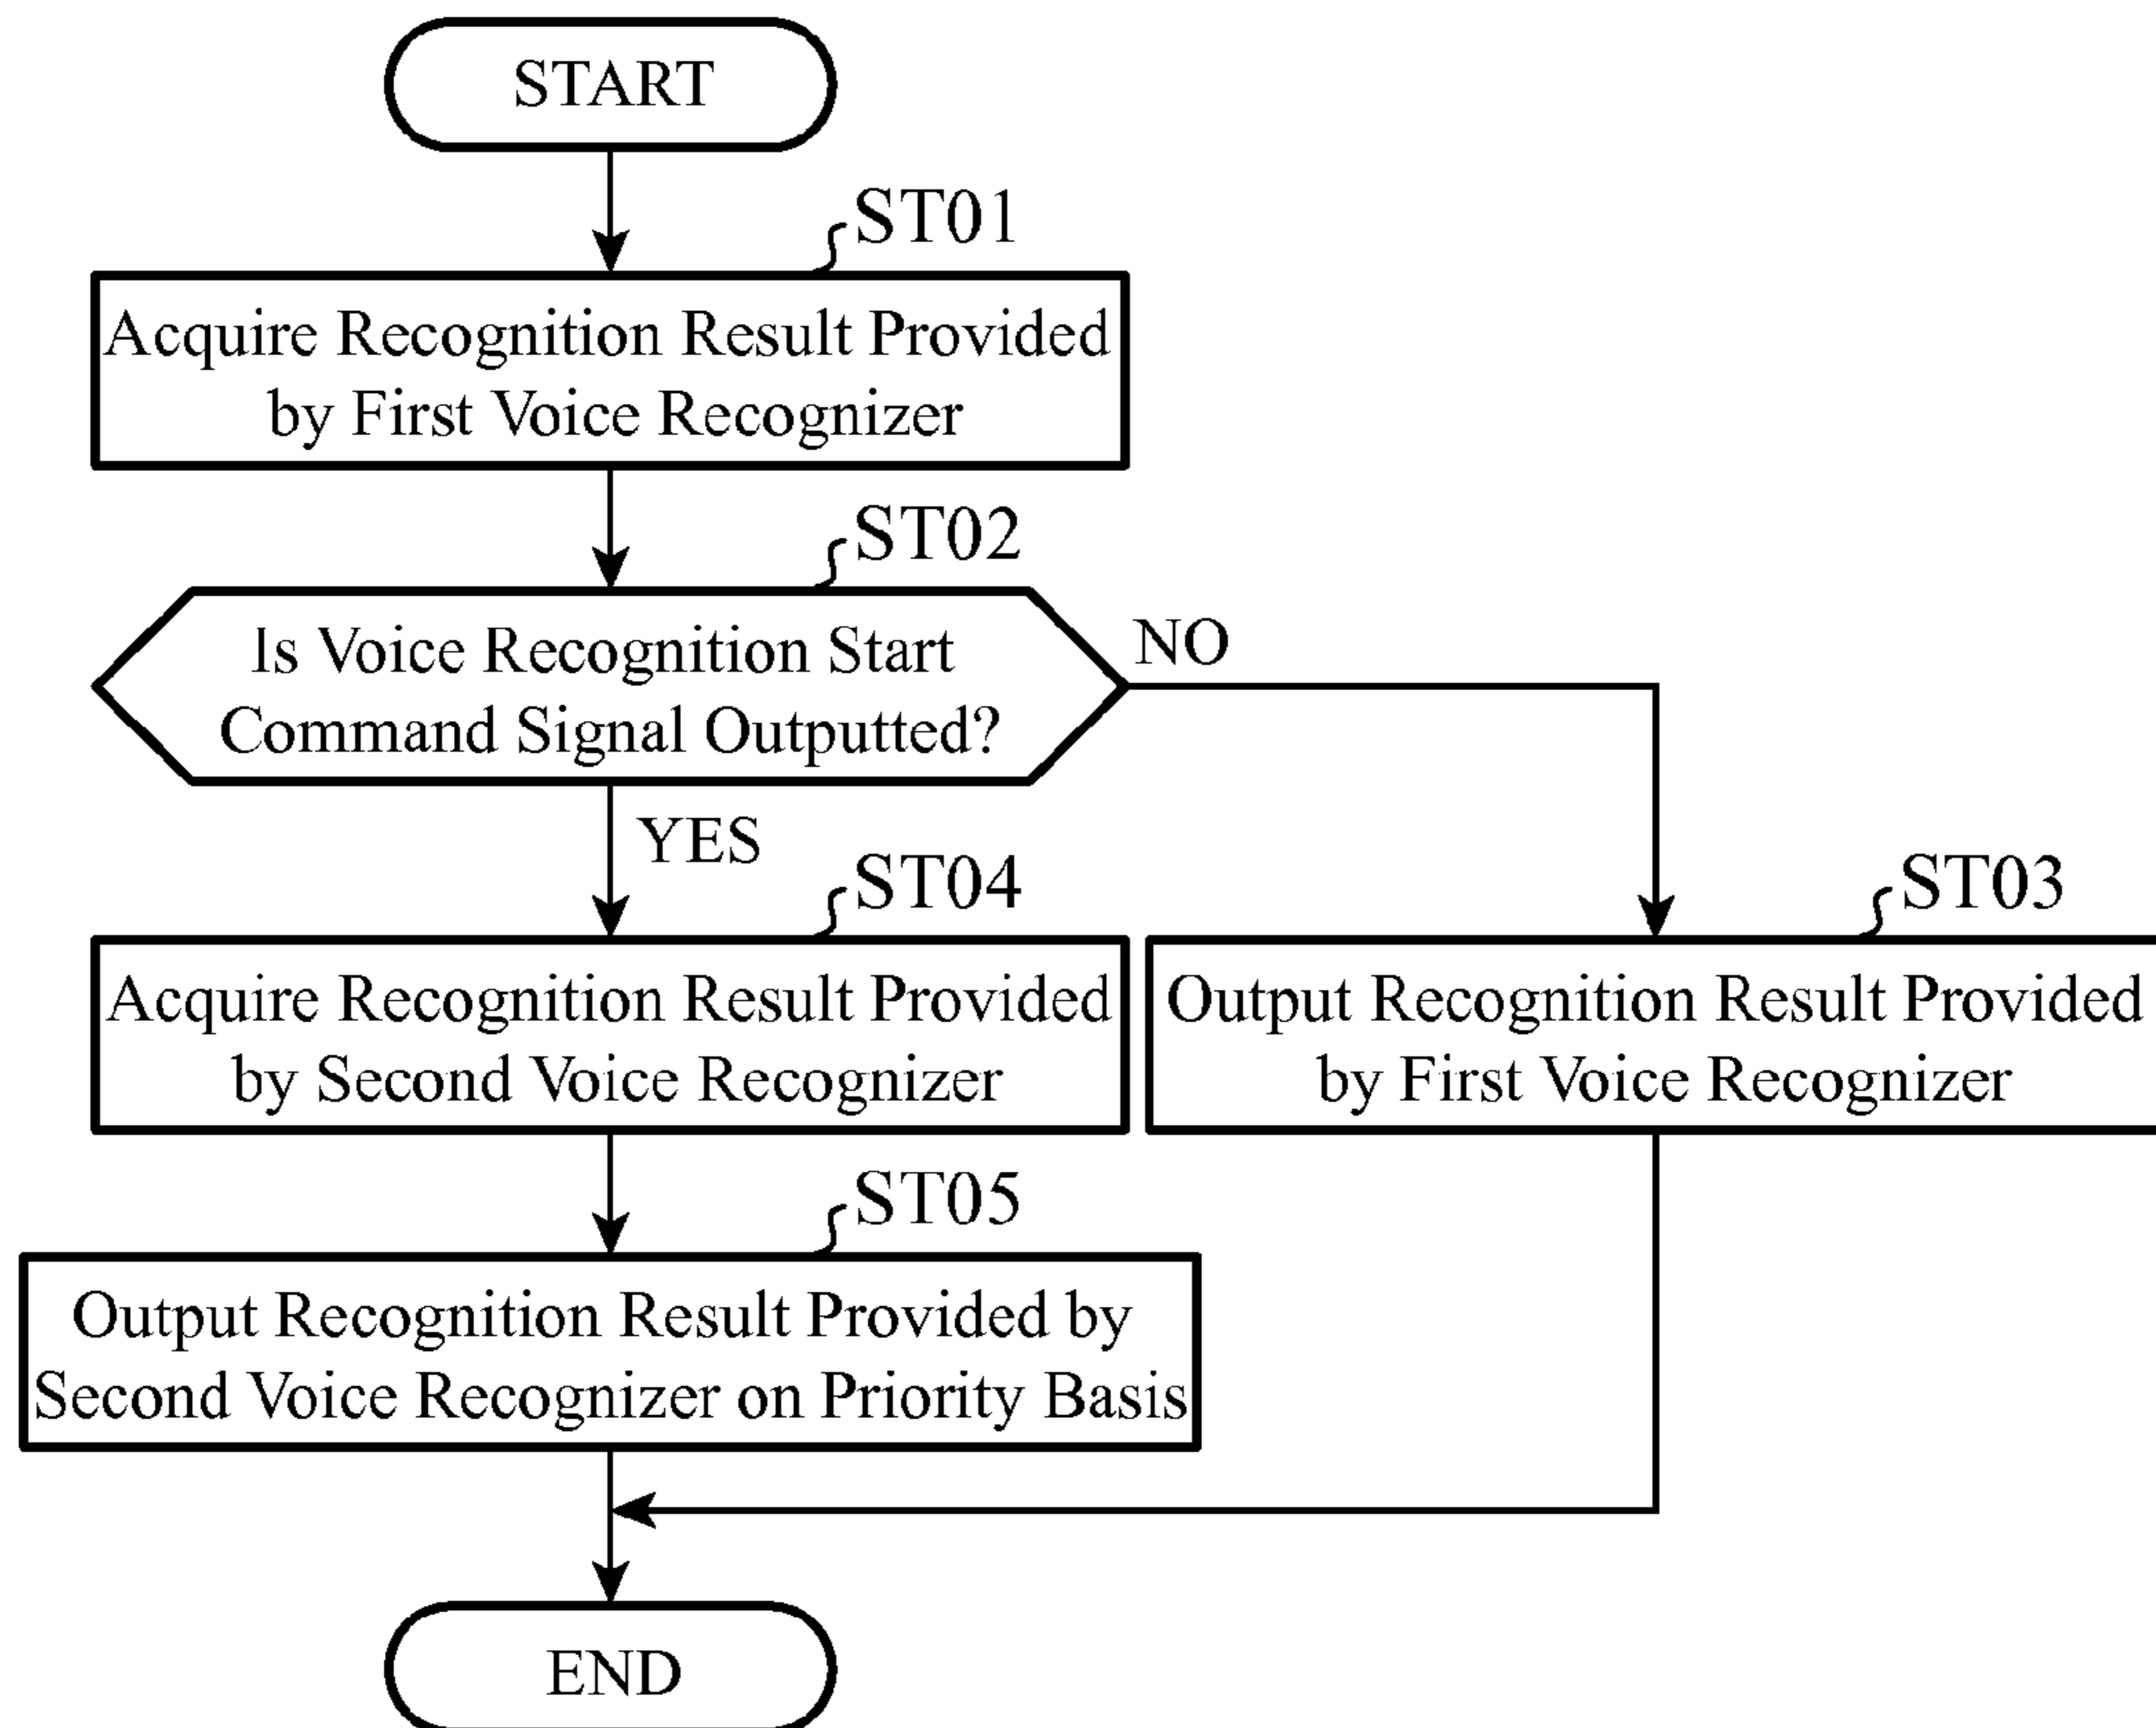 START
ST01
Acquire Recognition Result Provided
by First Voice Recognizer
ST02
Is Voice Recognition Start
Command Signal Outputted?
NO
YES
ST04
Acquire Recognition Result Provided
by Second Voice Recognizer
ST03
Output Recognition Result Provided
by First Voice Recognizer
ST05
Output Recognition Result Provided by
Second Voice Recognizer on Priority Basis
END